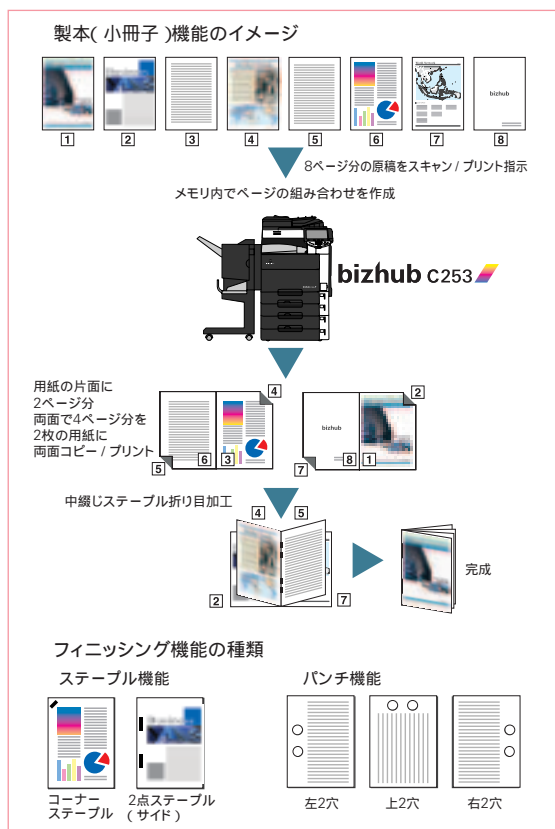 製本( 小冊子 )機能のイメージ
bizhub
1 2 3 4 5 6 7 8
8ページ分の原稿をスキャン / プリント指示
メモリ内でページの組み合わせを作成
bizhub C253
用紙の片面に
2ページ分
両面で4ページ分を
2枚の用紙に
両面コピー / プリント
4
5 6 3
2
bizhub
7 8 1
中綴じステープル折り目加工
4 5
2 7
完成
フィニッシング機能の種類
ステープル機能
コーナー
ステープル
2点ステープル
( サイド )
パンチ機能
左2穴
上2穴
右2穴